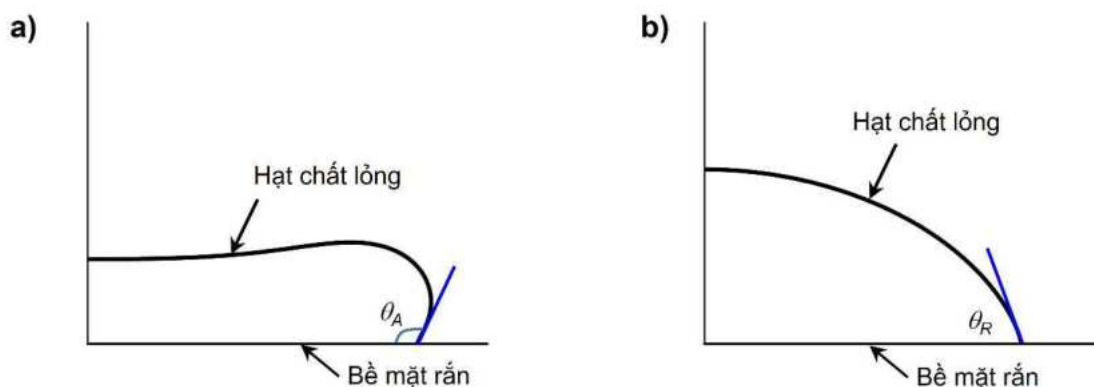 a)
Hạt chất lỏng
θA
Bề mặt rắn
b)
Hạt chất lỏng
θR
Bề mặt rắn